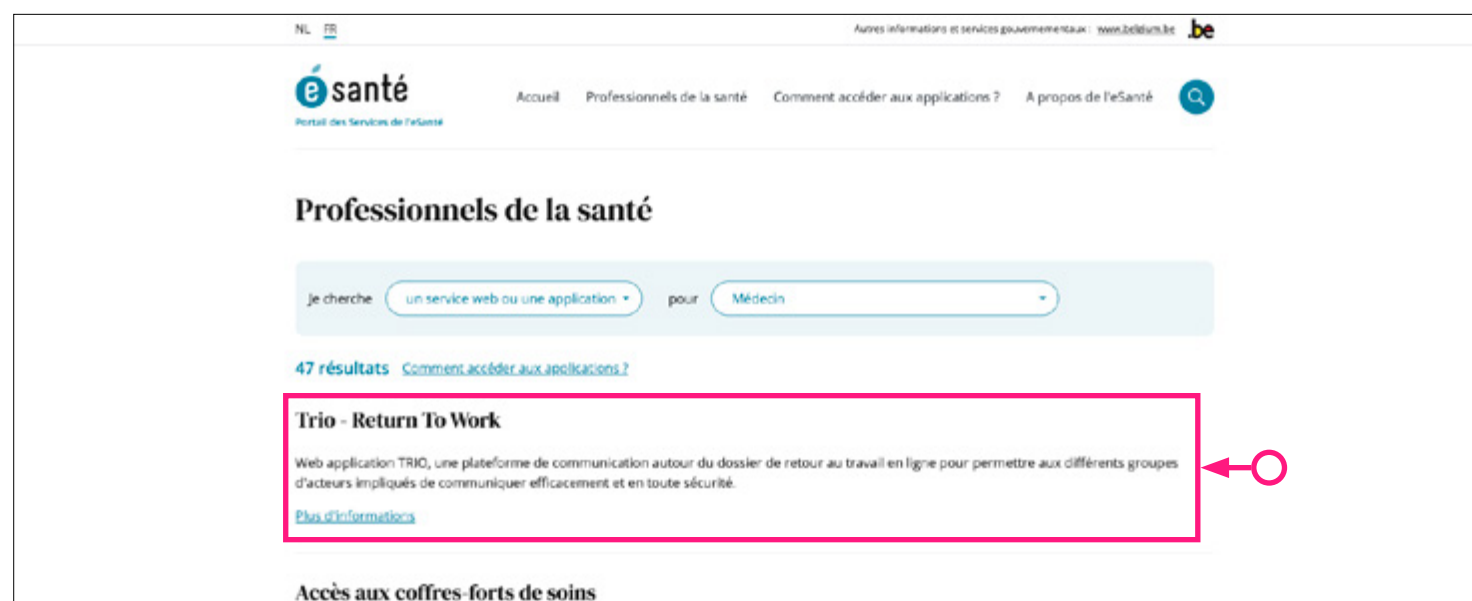 NL FR
Autres informations et services gouvernementaux : www.belgium.be .be
é santé
Portail des Services de l'eSanté
Accueil Professionnels de la santé Comment accéder aux applications ? A propos de l'eSanté
Professionnels de la santé
Je cherche un service web ou une application pour Médecin
47 résultats Comment accéder aux applications ?
Trio - Return To Work
Web application TRIO, une plateforme de communication autour du dossier de retour au travail en ligne pour permettre aux différents groupes
d'acteurs impliqués de communiquer efficacement et en toute sécurité.
Plus d'informations
Accès aux coffres-forts de soins